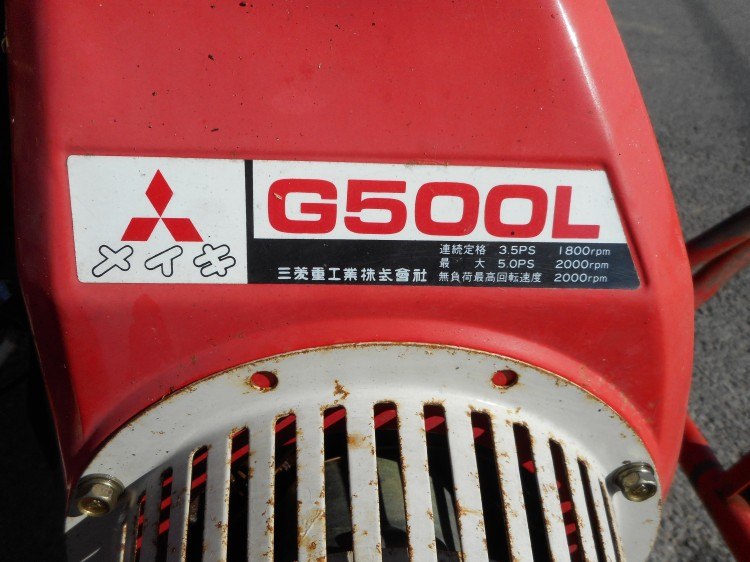 G500L
メイキ
連続定格 3.5PS 1800rpm
最大 5.0PS 2000rpm
三菱重工業株式會社 無負荷最高回転速度 2000rpm